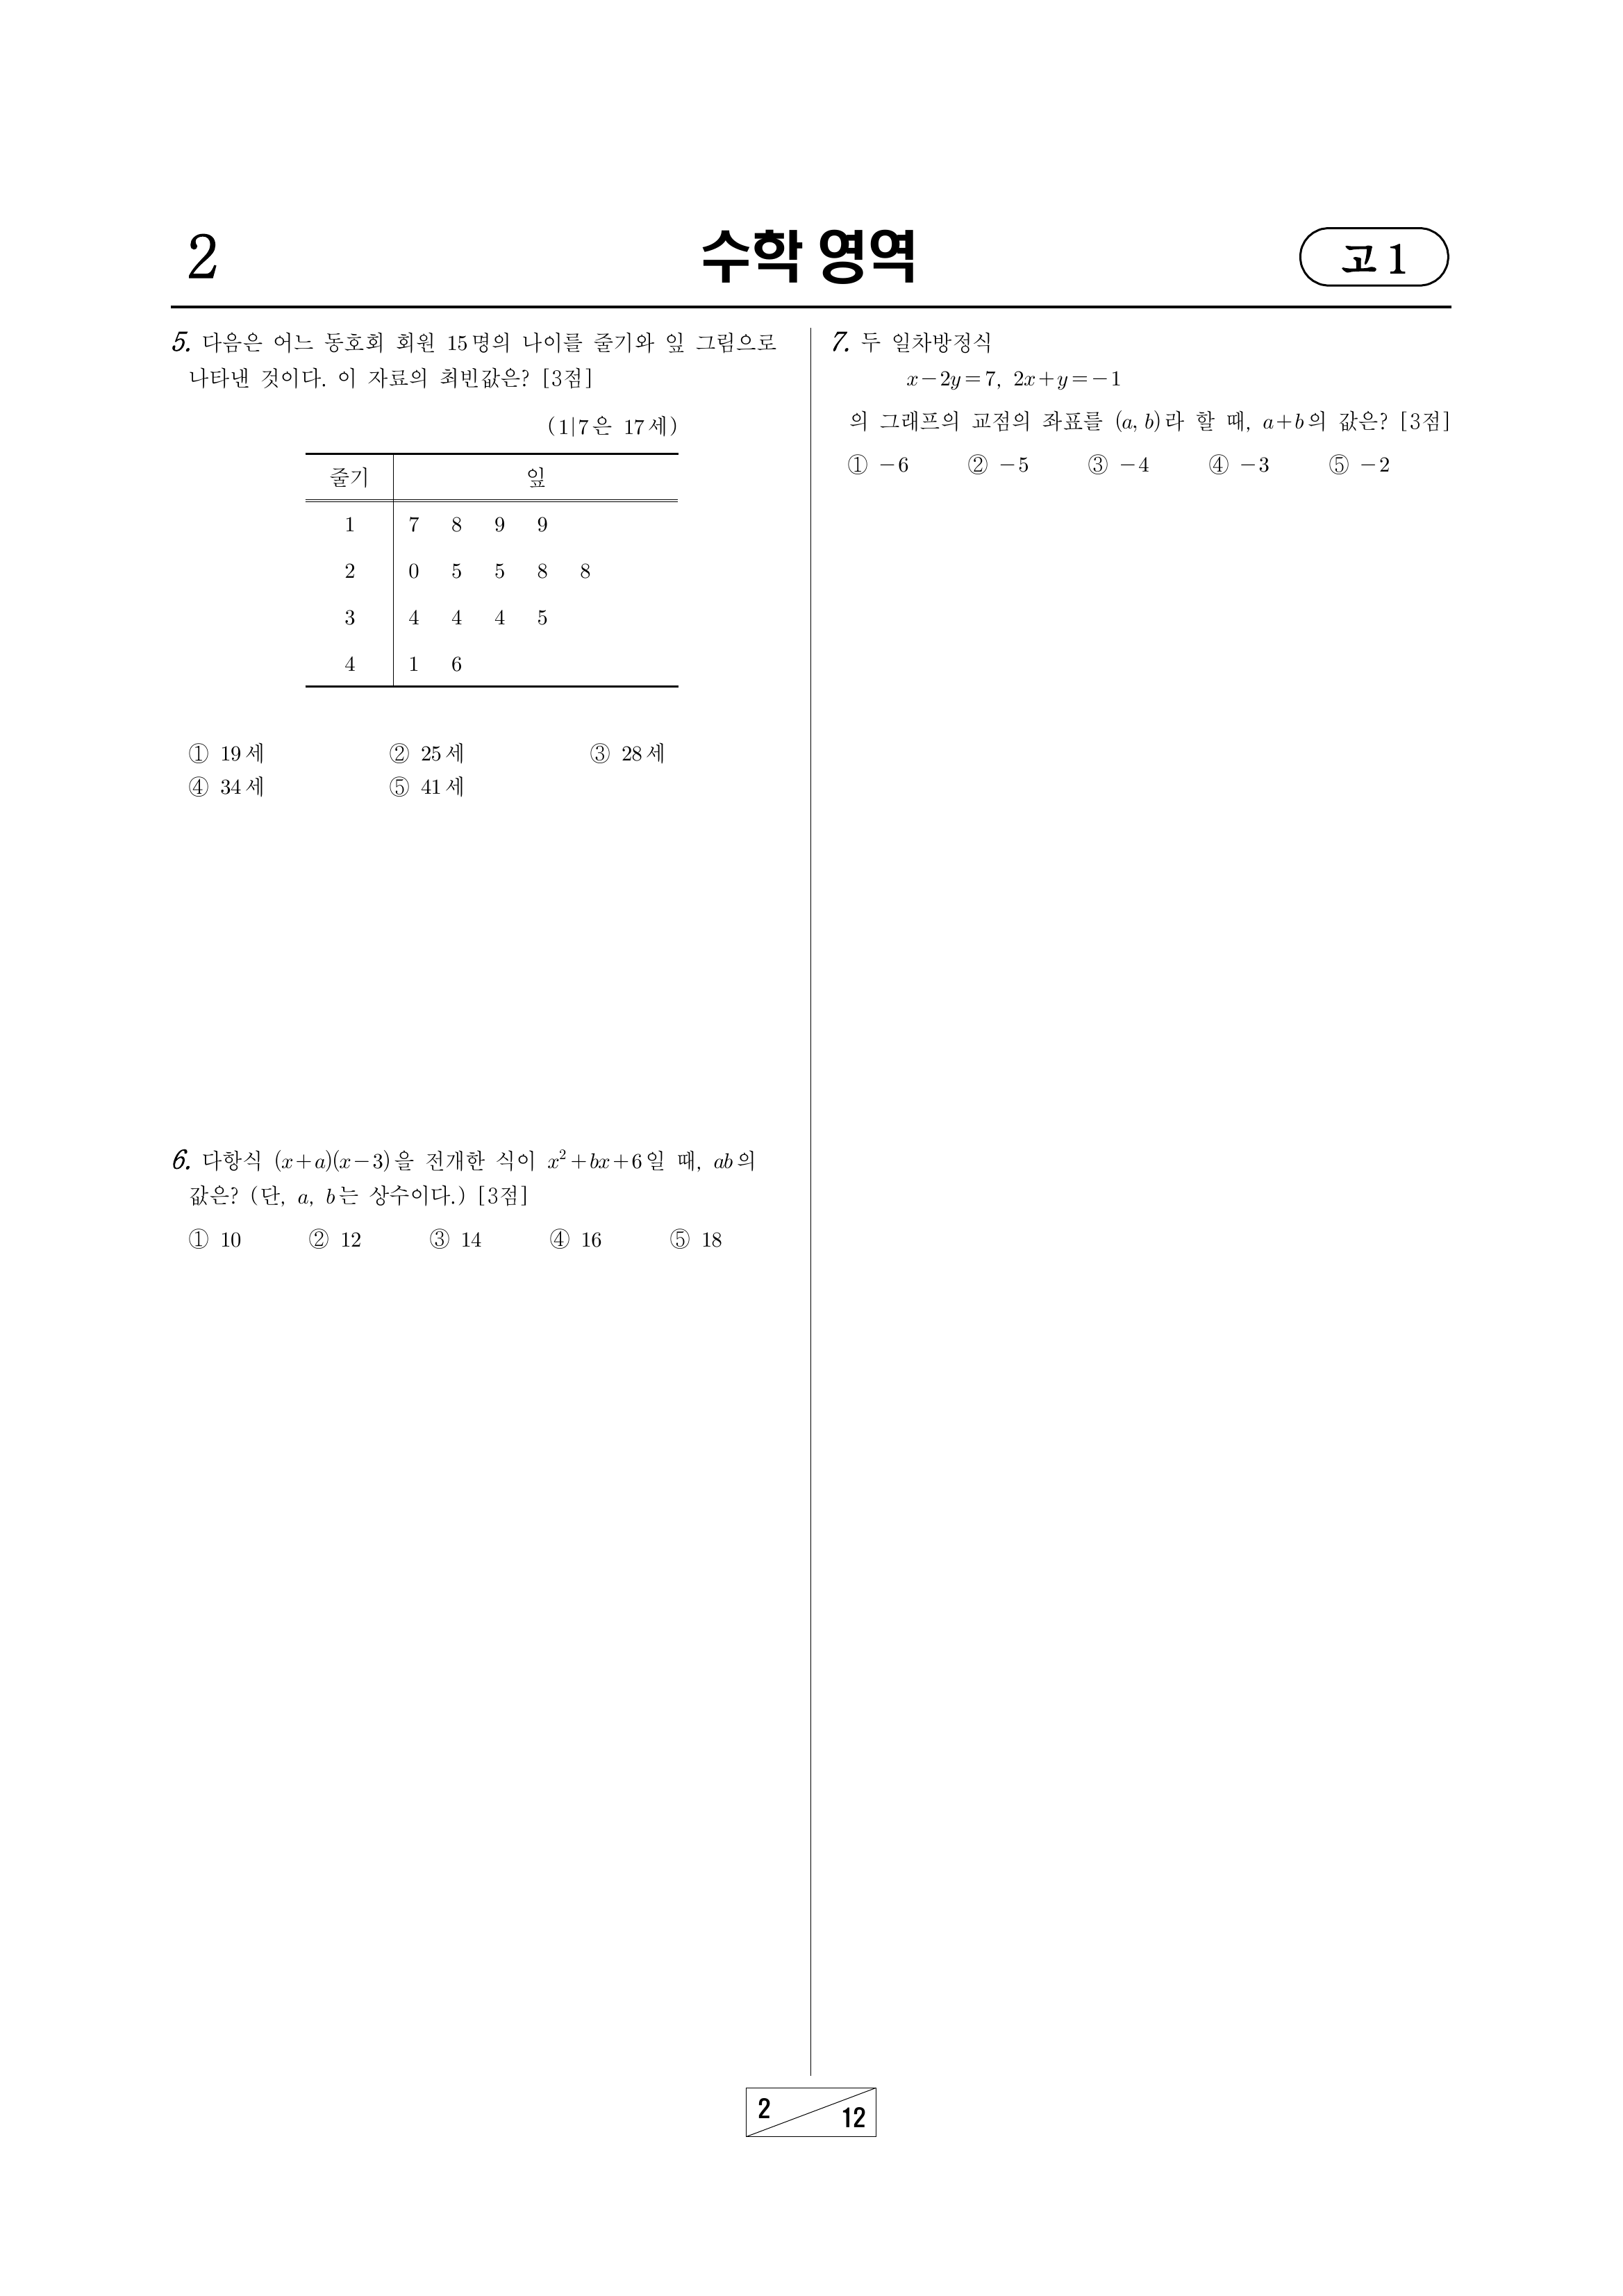 2
수학 영역
고 1
5. 다음은 어느 동호회 회원 15명의 나이를 줄기와 잎 그림으로
나타낸 것이다. 이 자료의 최빈값은? [3점]
(1|7은 17세)
줄기 잎
1 7 8 9 9
2 0 5 5 8 8
3 4 4 4 5
4 1 6
① 19세 ② 25세 ③ 28세
④ 34세 ⑤ 41세
6. 다항식 (x+a)(x-3)을 전개한 식이 x²+bx+6일 때, ab의
값은? (단, a, b는 상수이다.) [3점]
① 10 ② 12 ③ 14 ④ 16 ⑤ 18
7. 두 일차방정식
x-2y=7, 2x+y=-1
의 그래프의 교점의 좌표를 (a, b)라 할 때, a+b의 값은? [3점]
① -6 ② -5 ③ -4 ④ -3 ⑤ -2
2
12